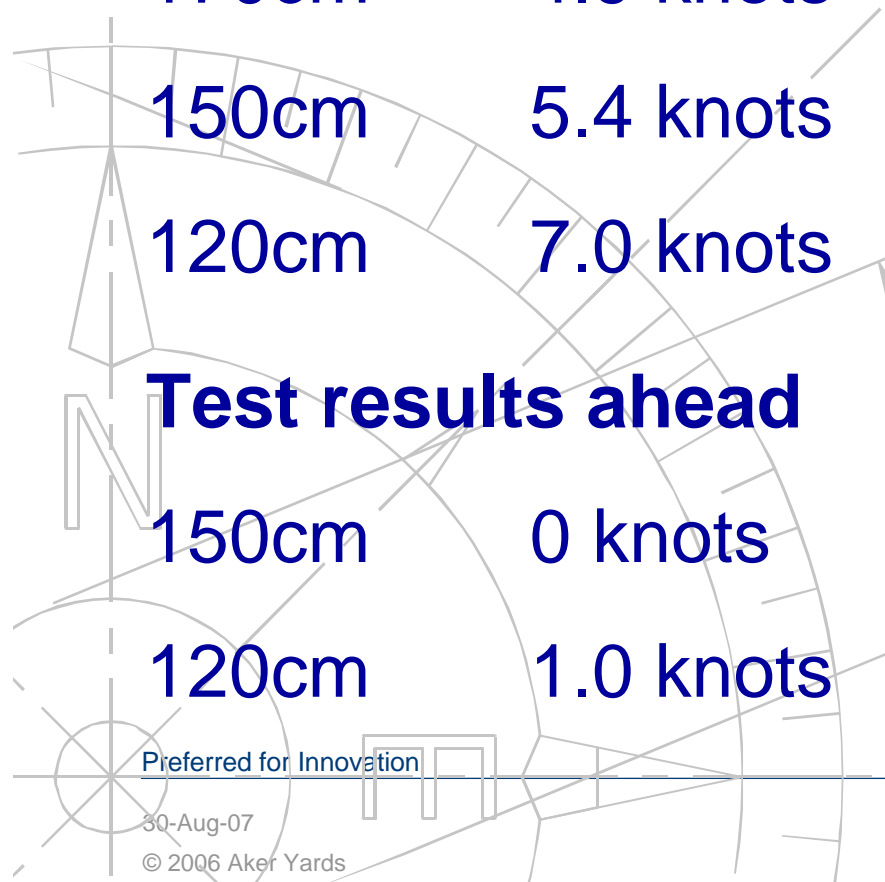 150cm 5.4 knots
120cm 7.0 knots
Test results ahead
150cm 0 knots
120cm 1.0 knots
Preferred for Innovation
30-Aug-07
© 2006 Aker Yards
N
E